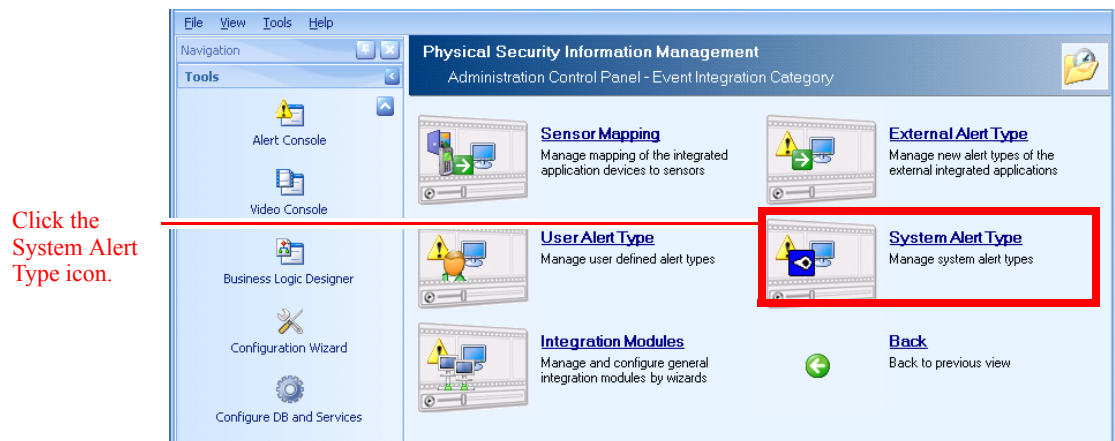 File View Tools Help
Navigation
Tools
Alert Console
Video Console
Business Logic Designer
Configuration Wizard
Configure DB and Services
Click the
System Alert
Type icon.
Physical Security Information Management
Administration Control Panel - Event Integration Category
Sensor Mapping
Manage mapping of the integrated
application devices to sensors
External Alert Type
Manage new alert types of the
external integrated applications
User Alert Type
Manage user defined alert types
System Alert Type
Manage system alert types
Integration Modules
Manage and configure general
integration modules by wizards
Back
Back to previous view